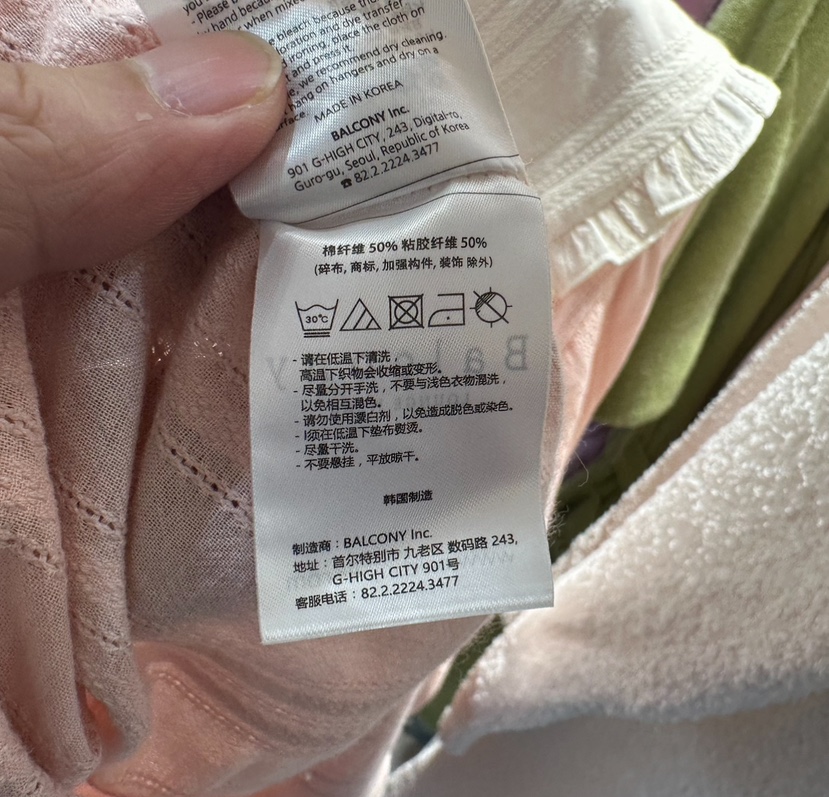 - Please b
hand beca
when mixe
bleach because th
and dye transfer
place the cloth on
and press it.
we recommend dry cleaning.
hang on hangers and dry on a
rface.
MADE IN KOREA
BALCONY Inc.
901 G-HIGH CITY, 243, Digital-ro,
Guro-gu, Seoul, Republic of Korea
☎ 82.2.2224.3477
棉纤维 50% 粘胶纤维 50%
(碎布, 商标, 加强构件, 装饰 除外)
30℃
- 请在低温下清洗，
高温下织物会收缩或变形。
- 尽量分开手洗，不要与浅色衣物混洗，
以免相互混色。
- 请勿使用漂白剂，以免造成脱色或染色。
- 须在低温下垫布熨烫。
- 尽量干洗。
- 不要悬挂，平放晾干。
韩国制造
制造商 : BALCONY Inc.
地址 : 首尔特别市 九老区 数码路 243,
G-HIGH CITY 901号
客服电话 : 82.2.2224.3477